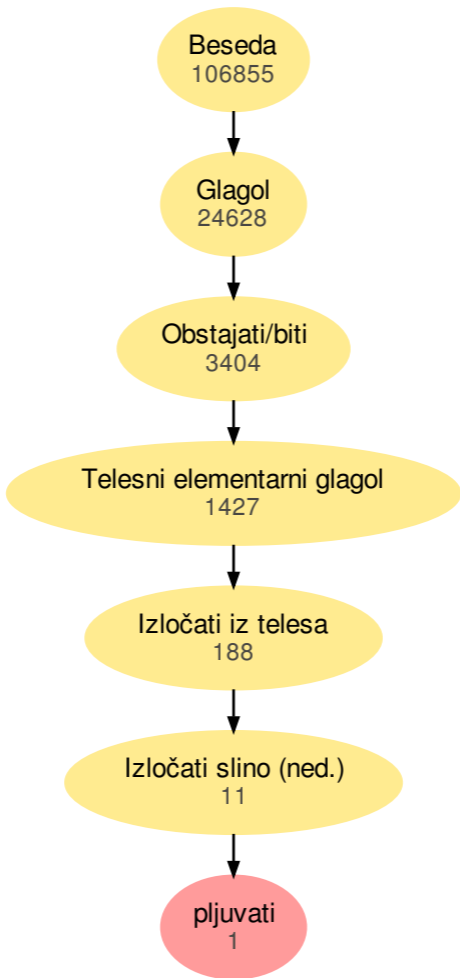 Beseda
106855
Glagol
24628
Obstajati/biti
3404
Telesni elementarni glagol
1427
Izločati iz telesa
188
Izločati slino (ned.)
11
pljuvati
1